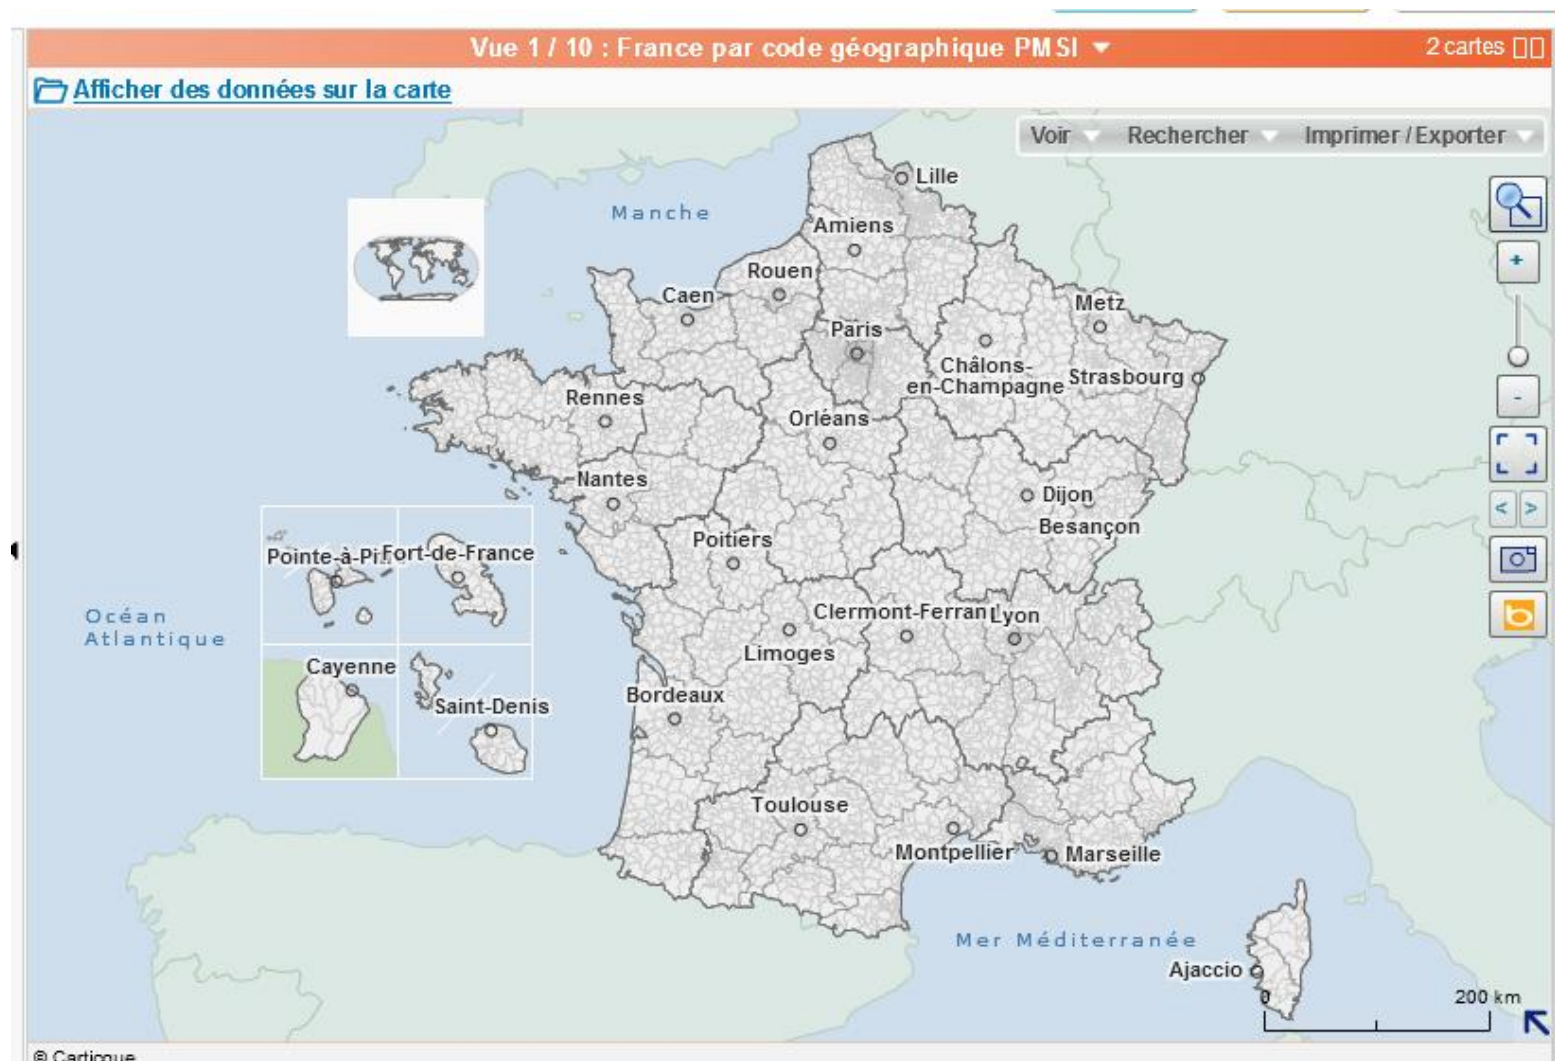 Vue 1 / 10 : France par code géographique PMSI
2 cartes
Afficher des données sur la carte
Voir
Rechercher
Imprimer / Exporter
Lille
Manche
Amiens
Rouen
Caen
Metz
Paris
Châlons-
en-Champagne
Strasbourg
Rennes
Orléans
Nantes
Dijon
Besançon
Poitiers
Pointe-à-Pi...
Fort-de-France
Océan
Atlantique
Clermont-Ferran
Lyon
Limoges
Cayenne
Bordeaux
Saint-Denis
Toulouse
Montpellier
Marseille
Mer Méditerranée
Ajaccio
0
200 km
+
-
< >
b
© Carticque